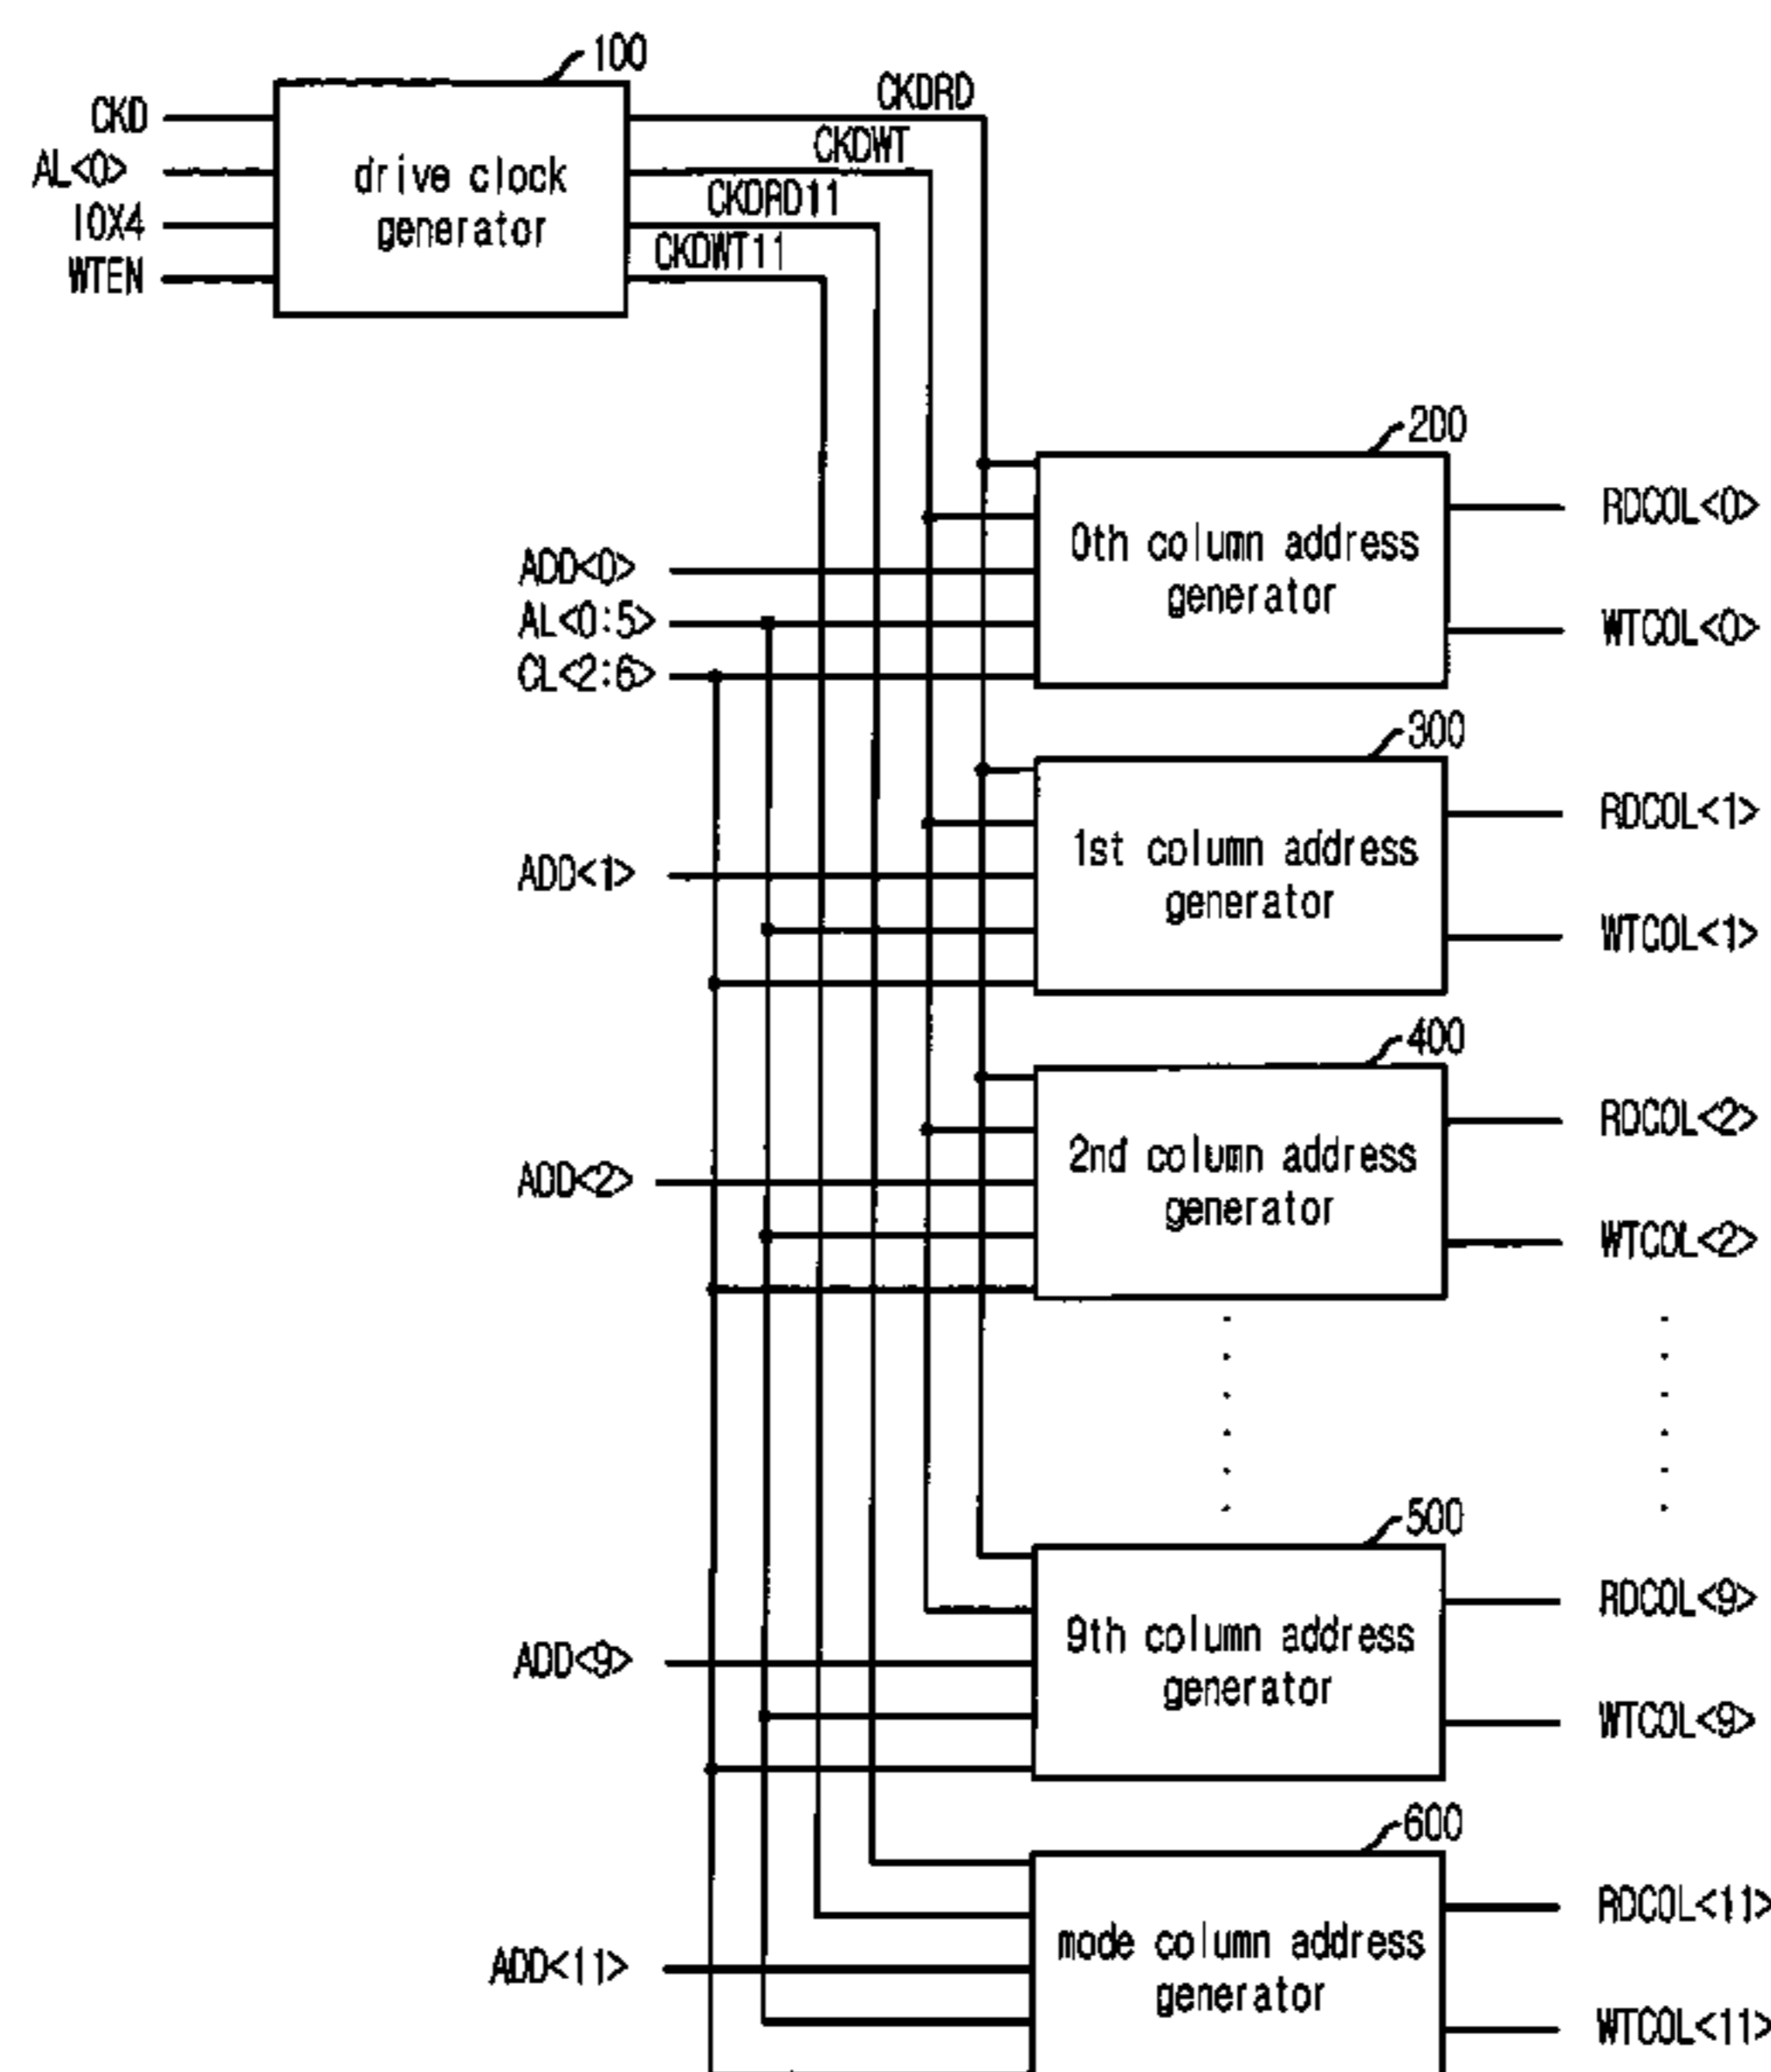 100
CKD
AL<0>
IOX4
WTEN
drive clock
generator
CKDRD
CKDWT
CKDRD11
CKDWT11
200
ADD<0>
AL<0:5>
CL<2:6>
0th column address
generator
RDCOL<0>
WTCOL<0>
300
ADD<1>
1st column address
generator
RDCOL<1>
WTCOL<1>
400
ADD<2>
2nd column address
generator
RDCOL<2>
WTCOL<2>
500
ADD<9>
9th column address
generator
RDCOL<9>
WTCOL<9>
600
ADD<11>
mode column address
generator
RDCOL<11>
WTCOL<11>